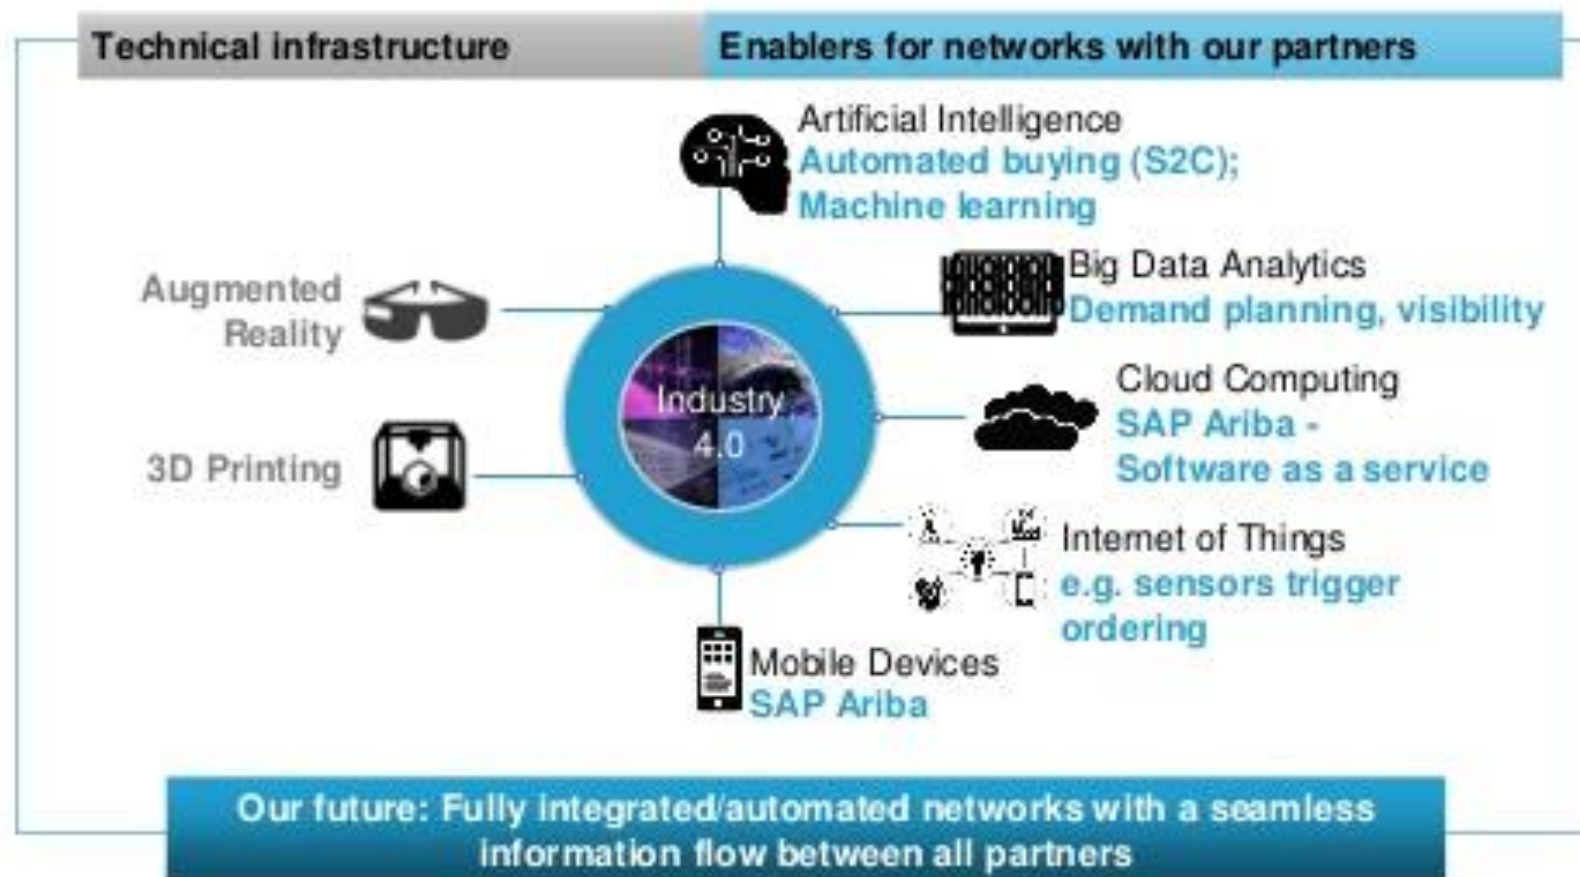 Technical infrastructure
Enablers for networks with our partners
Artificial Intelligence
Automated buying (S2C);
Machine learning
Augmented
Reality
Big Data Analytics
Demand planning, visibility
Industry
4.0
Cloud Computing
SAP Ariba -
Software as a service
3D Printing
Internet of Things
e.g. sensors trigger
ordering
Mobile Devices
SAP Ariba
Our future: Fully integrated/automated networks with a seamless
information flow between all partners